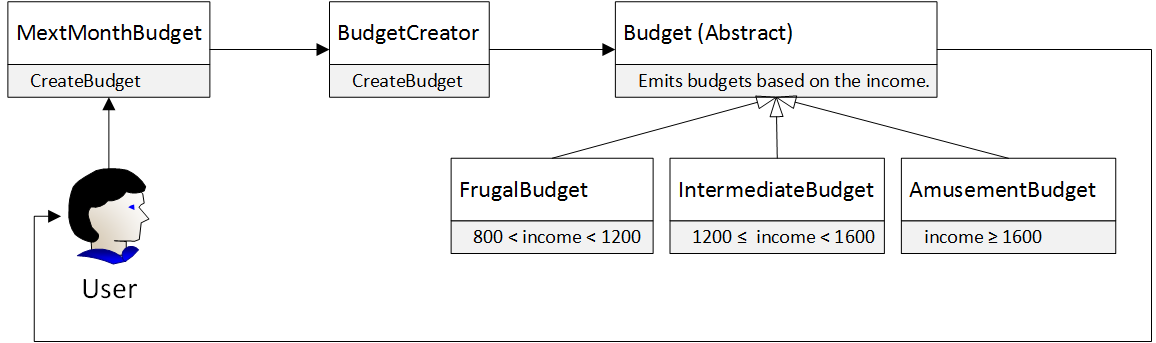 MextMonthBudget
CreateBudget
BudgetCreator
CreateBudget
Budget (Abstract)
Emits budgets based on the income.
FrugalBudget
800 < income < 1200
IntermediateBudget
1200 ≤ income < 1600
AmusementBudget
income ≥ 1600
User